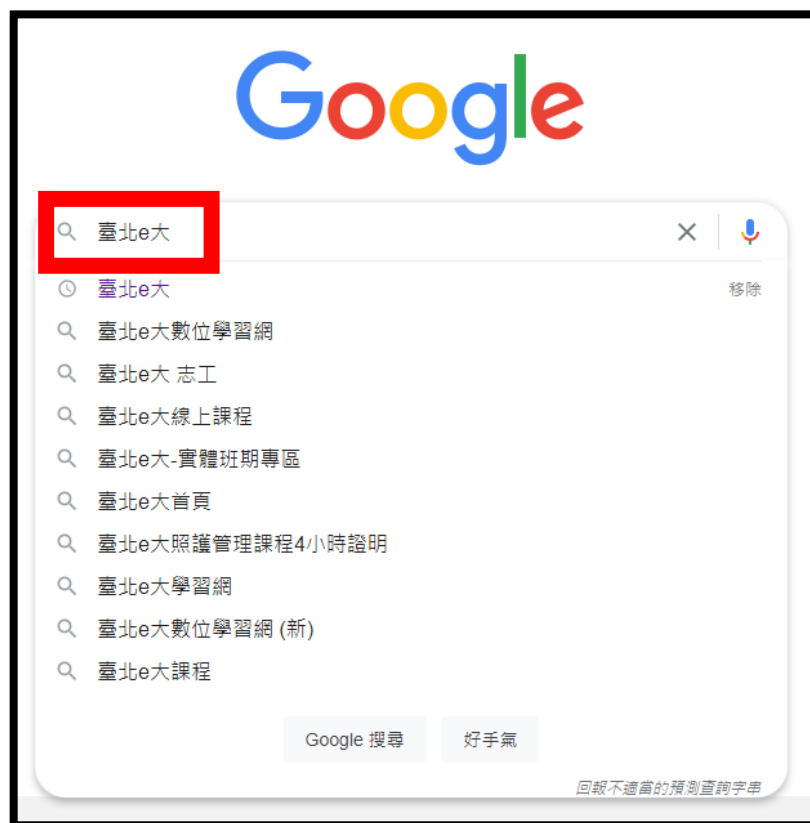 Google
臺北e大
臺北e大 移除
臺北e大數位學習網
臺北e大 志工
臺北e大線上課程
臺北e大-實體班期專區
臺北e大首頁
臺北e大照護管理課程4小時證明
臺北e大學習網
臺北e大數位學習網 (新)
臺北e大課程
Google 搜尋 好手氣
回報不適當的預測查詢字串